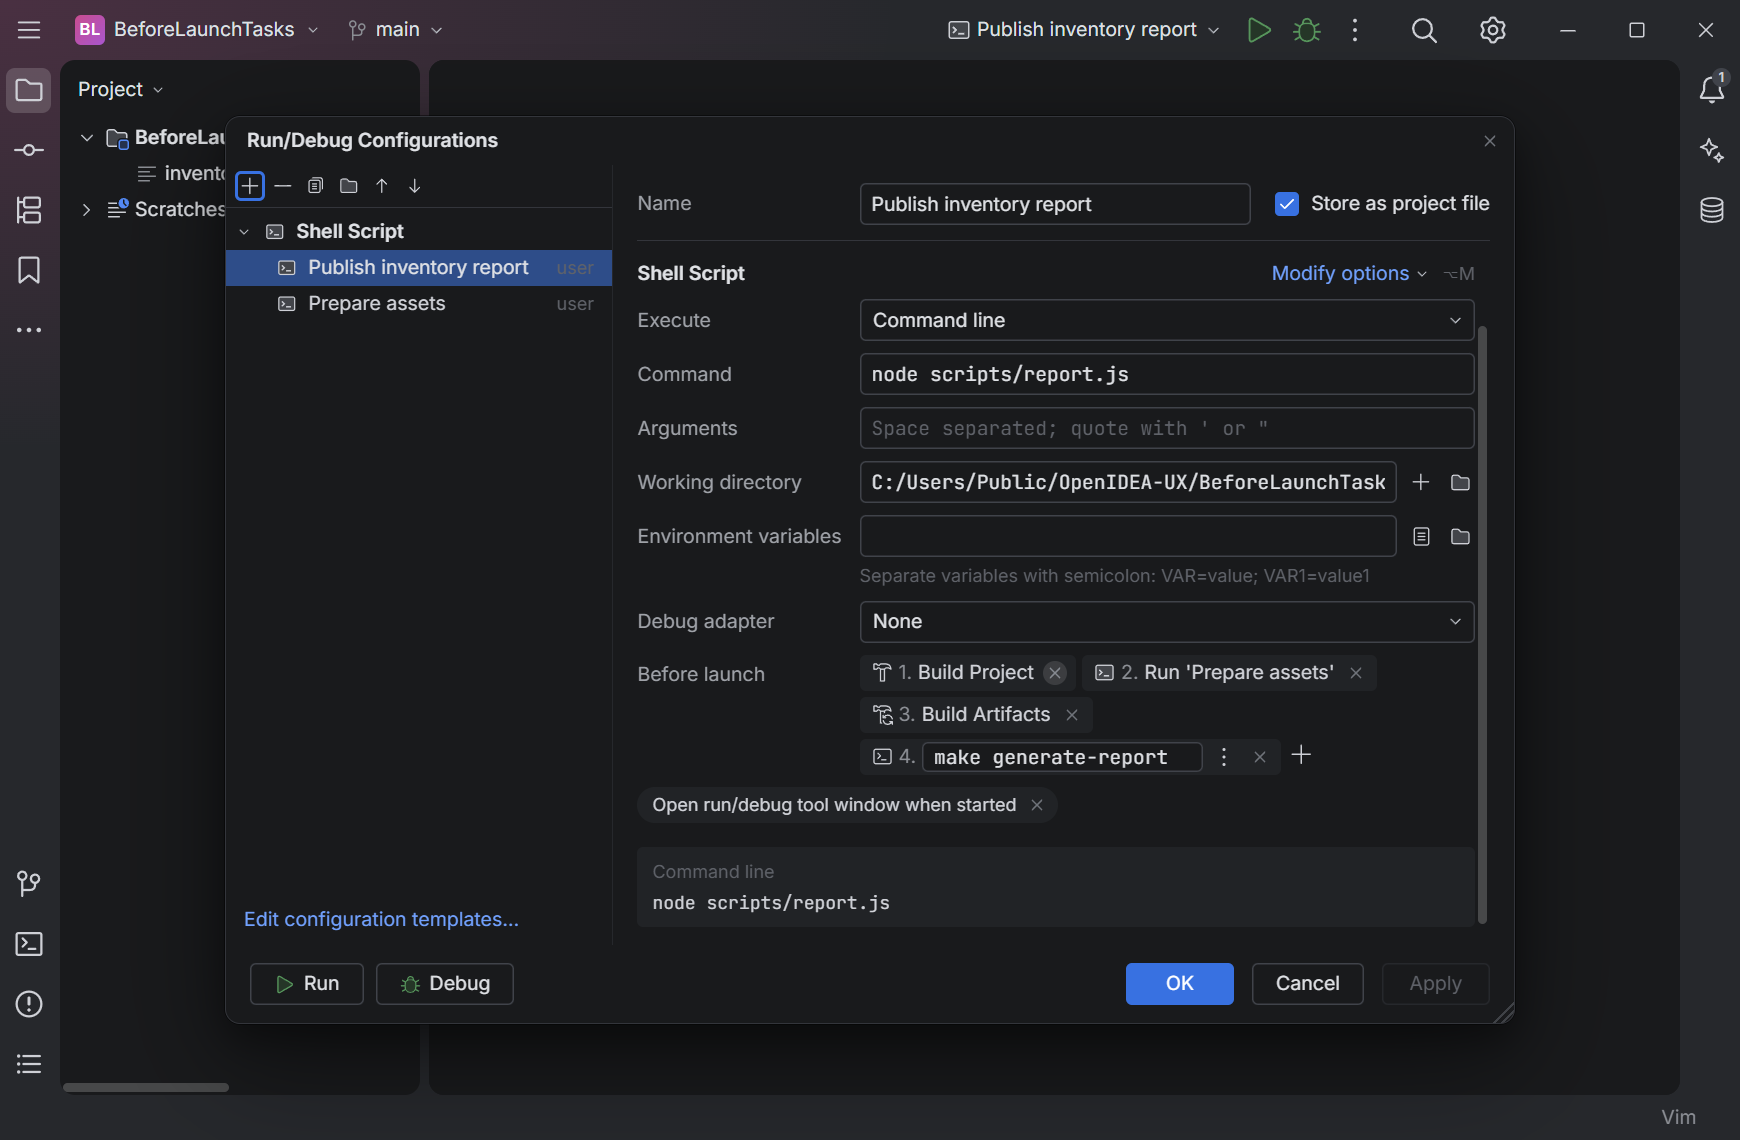 BL BeforeLaunchTasks main Publish inventory report
1
Project
BeforeLau
invento
Scratches
Run/Debug Configurations
Shell Script
Publish inventory report user
Prepare assets user
Edit configuration templates...
Name Publish inventory report Store as project file
Shell Script Modify options ⌥M
Execute Command line
Command node scripts/report.js
Arguments Space separated; quote with ' or "
Working directory C:/Users/Public/OpenIDEA-UX/BeforeLaunchTask
Environment variables
Separate variables with semicolon: VAR=value; VAR1=value1
Debug adapter None
Before launch 1. Build Project 2. Run 'Prepare assets'
3. Build Artifacts
4. make generate-report
Open run/debug tool window when started
Command line
node scripts/report.js
Run Debug OK Cancel Apply
Vim